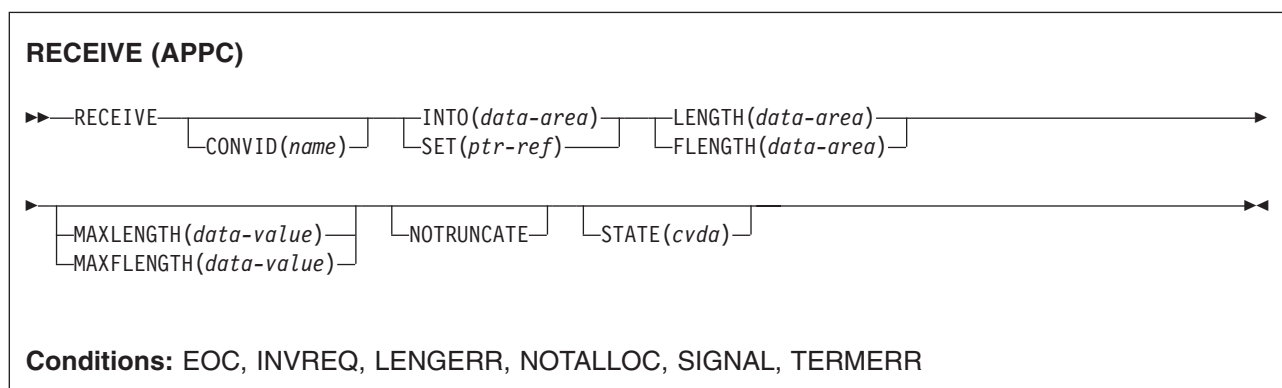 RECEIVE (APPC)
RECEIVE INTO(data-area) LENGTH(data-area)
CONVID(name) SET(ptr-ref) FLENGTH(data-area)
MAXLENGTH(data-value) NOTRUNCATE STATE(cvda)
MAXFLENGTH(data-value)
Conditions: EOC, INVREQ, LENGERR, NOTALLOC, SIGNAL, TERMERR